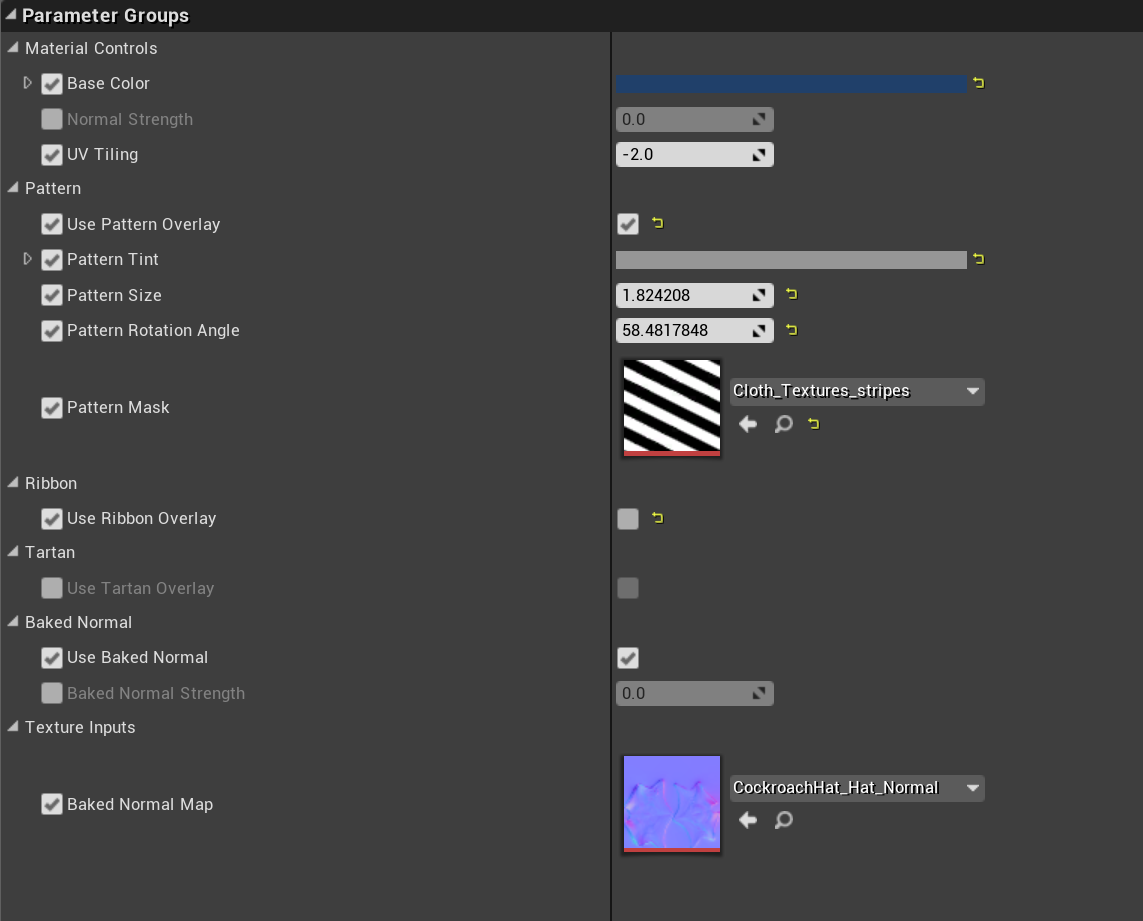 Parameter Groups
Material Controls
Base Color
Normal Strength
0.0
UV Tiling
-2.0
Pattern
Use Pattern Overlay
Pattern Tint
Pattern Size
1.824208
Pattern Rotation Angle
58.4817848
Pattern Mask
Cloth_Textures_stripes
Ribbon
Use Ribbon Overlay
Tartan
Use Tartan Overlay
Baked Normal
Use Baked Normal
Baked Normal Strength
0.0
Texture Inputs
Baked Normal Map
CockroachHat_Hat_Normal